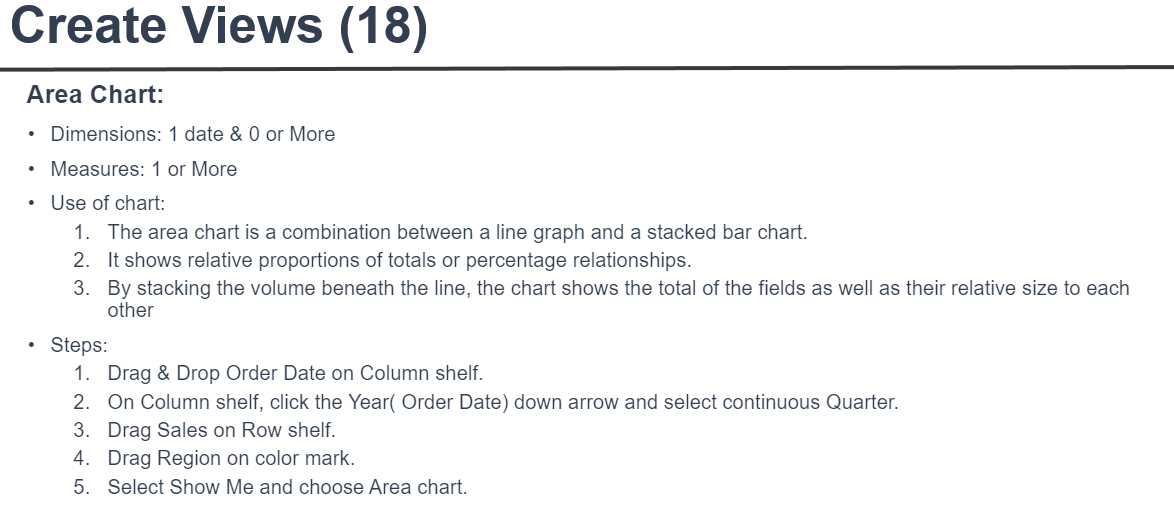 Create Views (18)
Area Chart:
• Dimensions: 1 date & 0 or More
• Measures: 1 or More
• Use of chart:
1. The area chart is a combination between a line graph and a stacked bar chart.
2. It shows relative proportions of totals or percentage relationships.
3. By stacking the volume beneath the line, the chart shows the total of the fields as well as their relative size to each
other
• Steps:
1. Drag & Drop Order Date on Column shelf.
2. On Column shelf, click the Year( Order Date) down arrow and select continuous Quarter.
3. Drag Sales on Row shelf.
4. Drag Region on color mark.
5. Select Show Me and choose Area chart.